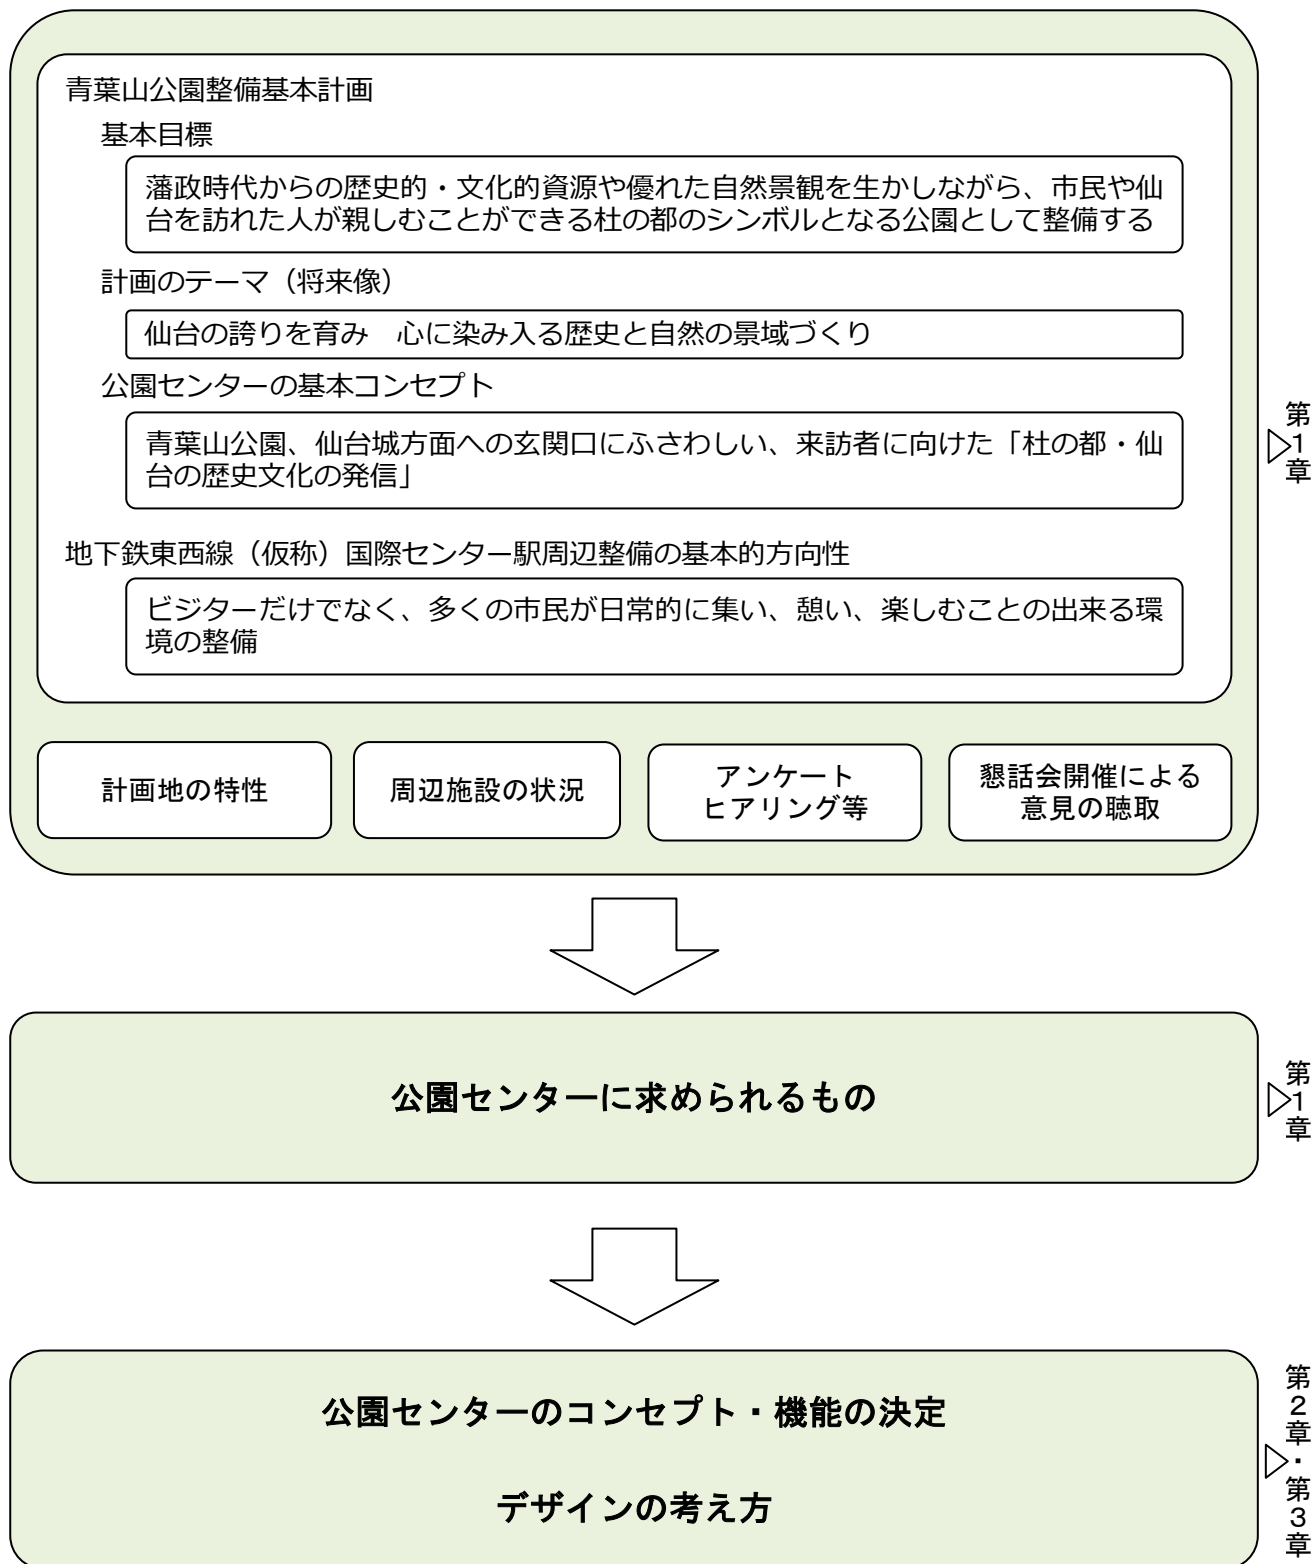 青葉山公園整備基本計画
基本目標
藩政時代からの歴史的・文化的資源や優れた自然景観を生かしながら、市民や仙
台を訪れた人が親しむことができる杜の都のシンボルとなる公園として整備する
計画のテーマ（将来像）
仙台の誇りを育み　心に染み入る歴史と自然の景域づくり
公園センターの基本コンセプト
青葉山公園、仙台城方面への玄関口にふさわしい、来訪者に向けた「杜の都・仙
台の歴史文化の発信」
地下鉄東西線（仮称）国際センター駅周辺整備の基本的方向性
ビジターだけでなく、多くの市民が日常的に集い、憩い、楽しむことの出来る環
境の整備
第1章
計画地の特性
周辺施設の状況
アンケート
ヒアリング等
懇話会開催による
意見の聴取
公園センターに求められるもの
第1章
公園センターのコンセプト・機能の決定
デザインの考え方
第2章・第3章